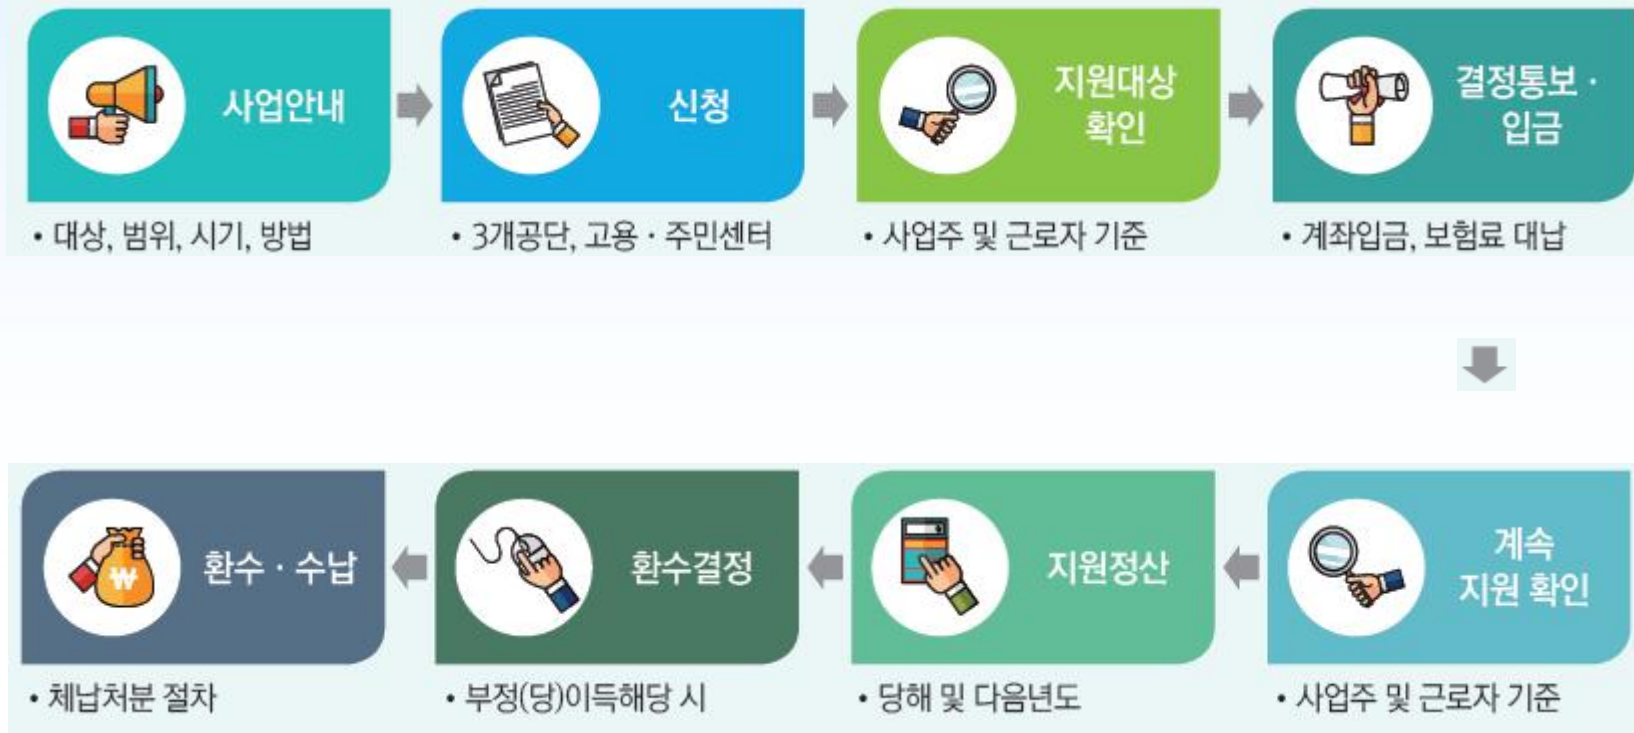 사업안내
신청
지원대상
확인
결정통보 ·
입금
• 대상, 범위, 시기, 방법
• 3개공단, 고용 · 주민센터
• 사업주 및 근로자 기준
• 계좌입금, 보험료 대납
계속
지원 확인
지원정산
환수결정
환수 · 수납
₩
• 사업주 및 근로자 기준
• 당해 및 다음년도
• 부정(당)이득해당 시
• 체납처분 절차